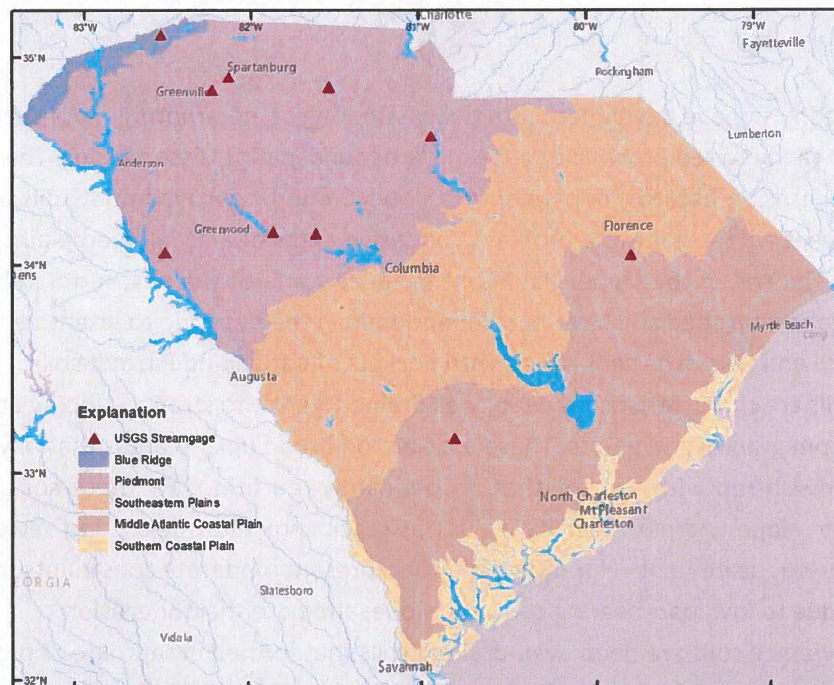 83°W 82°W 81°W 80°W 79°W
Charlotte
Fayetteville
35°N
Spartanburg
Rockingham
Greenville
Lumberton
Anderson
Greenwood
Florence
34°N
Columbia
ens
Myrtle Beach
Augusta
Explanation
USGS Streamgage
Blue Ridge
Piedmont
Southeastern Plains
Middle Atlantic Coastal Plain
Southern Coastal Plain
33°N
North Charleston
Mt Pleasant
Charleston
EORGIA
Statesboro
Vidalia
Savannah
32°N